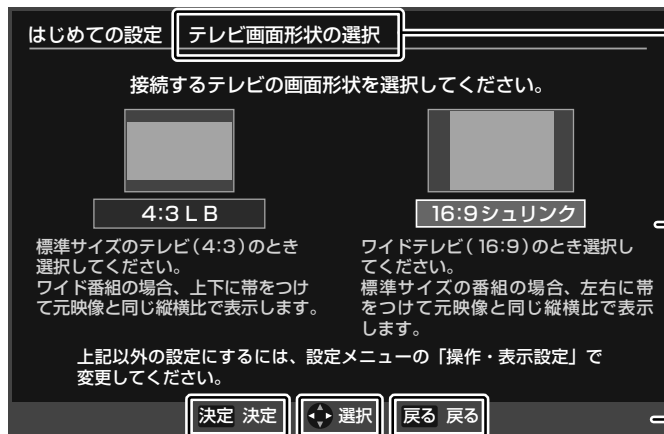 はじめての設定 テレビ画面形状の選択
接続するテレビの画面形状を選択してください。
4:3 L B
標準サイズのテレビ(4:3)のとき
選択してください。
ワイド番組の場合、上下に帯をつけ
て元映像と同じ縦横比で表示します。
16:9シュリンク
ワイドテレビ(16:9)のとき選択し
てください。
標準サイズの番組の場合、左右に帯
をつけて元映像と同じ縦横比で表示
します。
上記以外の設定にするには、設定メニューの「操作・表示設定」で
変更してください。
決定 決定 選択 戻る 戻る